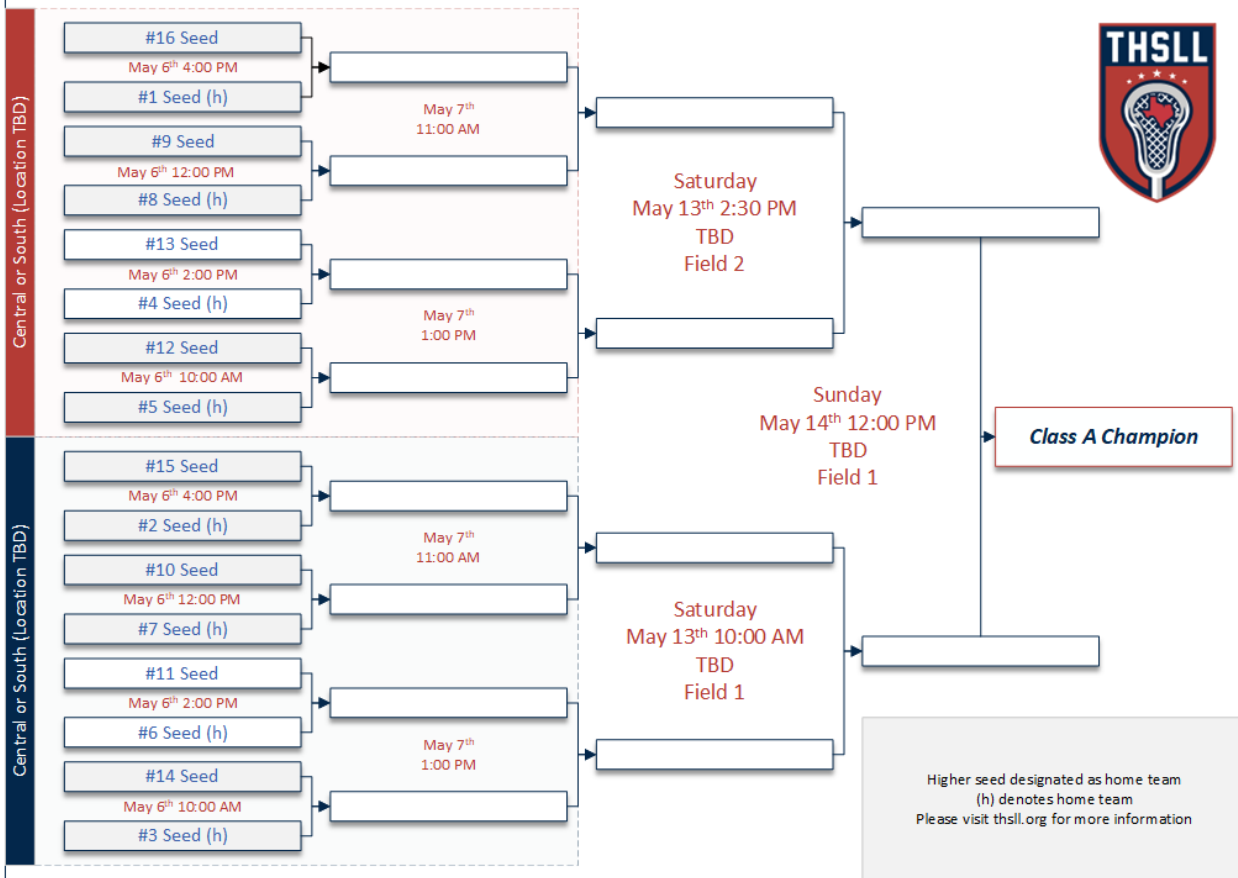 Central or South (Location TBD)
#16 Seed
May 6th 4:00 PM
#1 Seed (h)
#9 Seed
May 6th 12:00 PM
#8 Seed (h)
#13 Seed
May 6th 2:00 PM
#4 Seed (h)
#12 Seed
May 6th 10:00 AM
#5 Seed (h)
May 7th
11:00 AM
May 7th
1:00 PM
Saturday
May 13th 2:30 PM
TBD
Field 2
THSLL
Central or South (Location TBD)
#15 Seed
May 6th 4:00 PM
#2 Seed (h)
#10 Seed
May 6th 12:00 PM
#7 Seed (h)
#11 Seed
May 6th 2:00 PM
#6 Seed (h)
#14 Seed
May 6th 10:00 AM
#3 Seed (h)
May 7th
11:00 AM
May 7th
1:00 PM
Saturday
May 13th 10:00 AM
TBD
Field 1
Sunday
May 14th 12:00 PM
TBD
Field 1
Class A Champion
Higher seed designated as home team
(h) denotes home team
Please visit thsll.org for more information